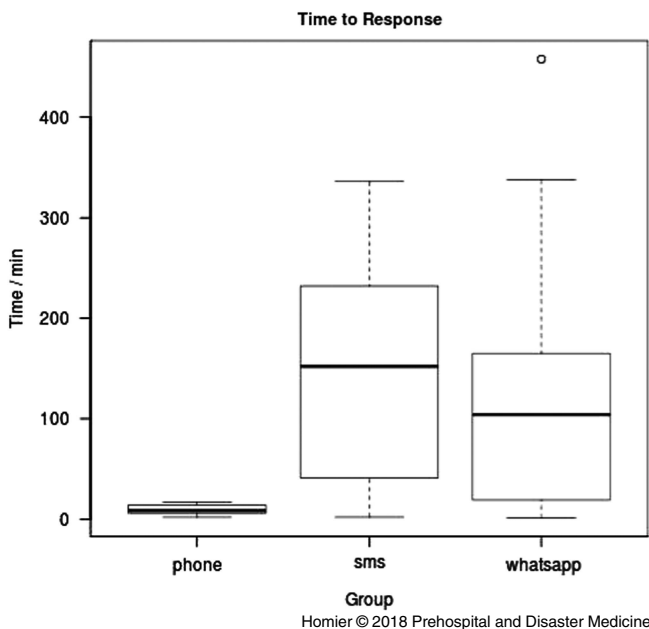 Time to Response
Time / min
400
300
200
100
0
phone sms whatsapp
Group
Homier © 2018 Prehospital and Disaster Medicine